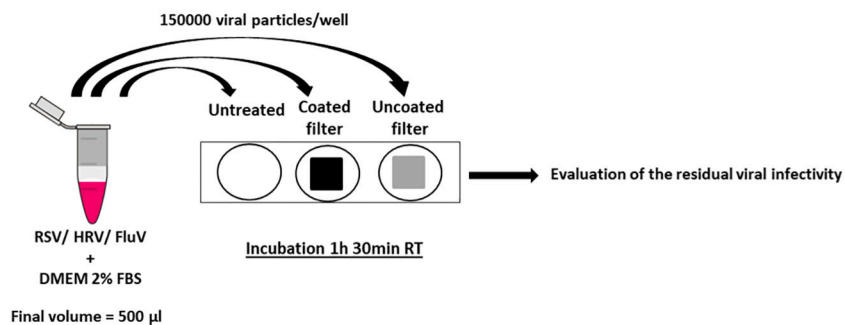 150000 viral particles/well
Untreated
Coated
filter
Uncoated
filter
Evaluation of the residual viral infectivity
RSV/ HRV/ FluV
+
DMEM 2% FBS
Incubation 1h 30min RT
Final volume = 500 µl